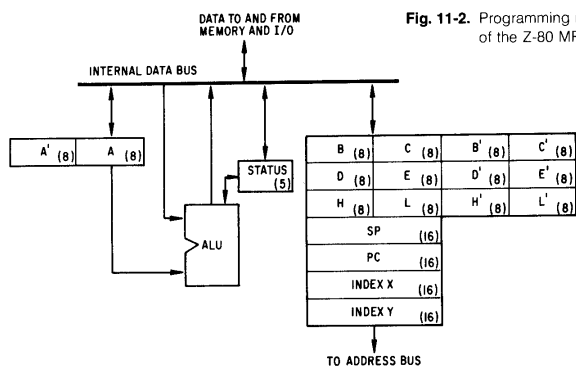 DATA TO AND FROM
MEMORY AND I/O
Fig. 11-2. Programming
of the Z-80
INTERNAL DATA BUS
A' (8) A (8)
STATUS
(5)
ALU
B (8) C (8) B' (8) C' (8)
D (8) E (8) D' (8) E' (8)
H (8) L (8) H' (8) L' (8)
SP (16)
PC (16)
INDEX X (16)
INDEX Y (16)
TO ADDRESS BUS